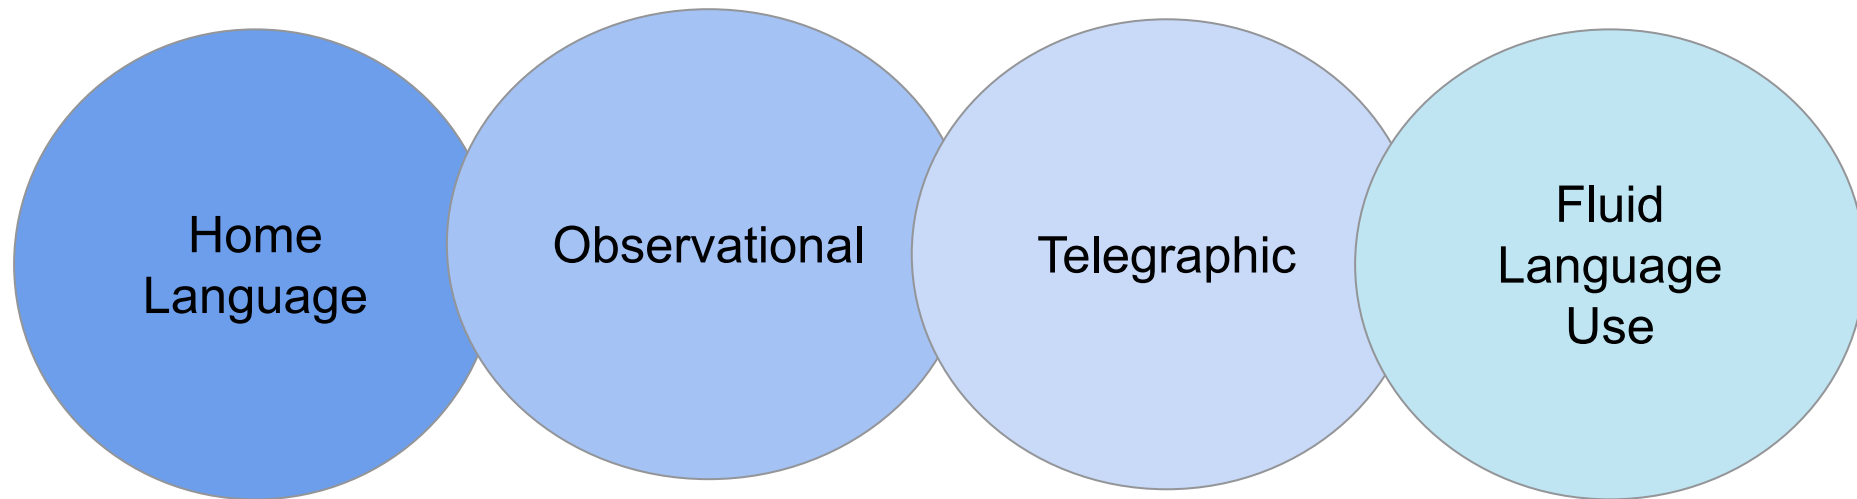 Home
Language
Observational
Telegraphic
Fluid
Language
Use